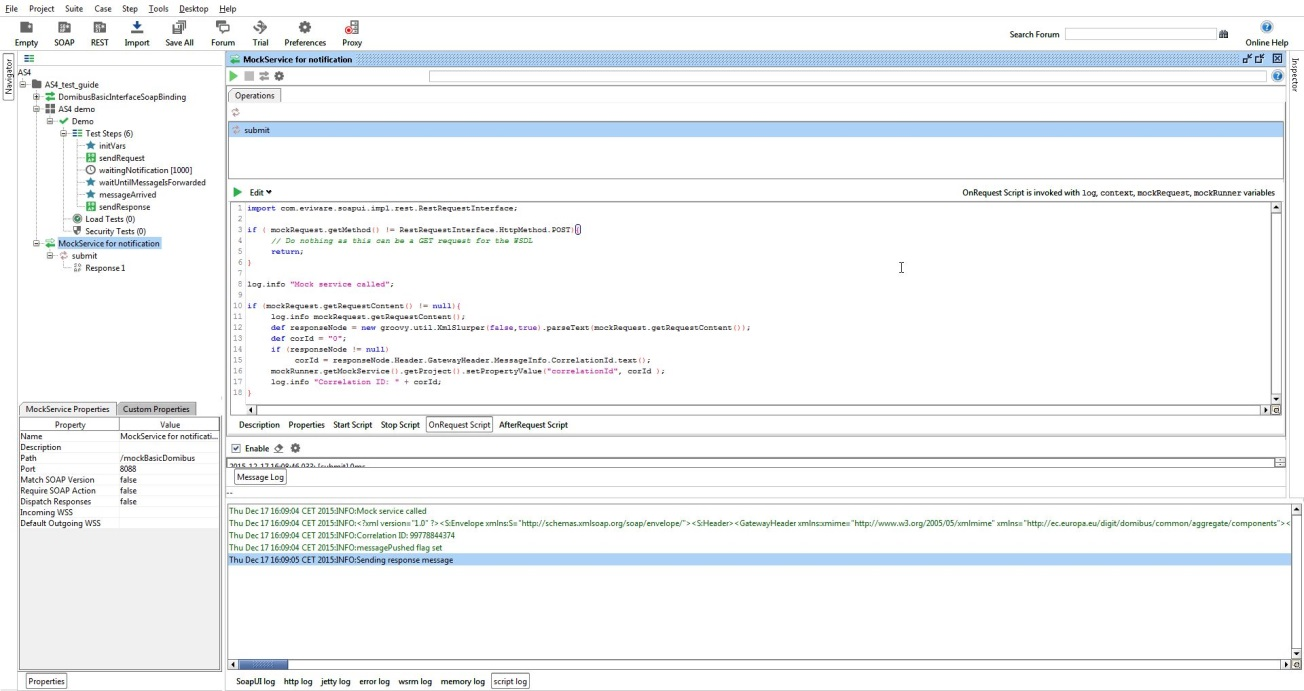 File Project Suite Case Step Tools Desktop Help
Empty SOAP REST Import Save All Forum Trial Preferences Proxy
Search Forum
Online Help
Navigator
AS4
AS4_test_guide
DomibusBasicInterfaceSoapBinding
AS4 demo
Demo
Test Steps (6)
initVars
sendRequest
waitingNotification [1000]
waitUntilMessageIsForwarded
messageArrived
sendResponse
Load Tests (0)
Security Tests (0)
MockService for notification
submit
Response 1
MockService Properties Custom Properties
Property Value
Name MockService for notificati...
Description
Path /mockBasicDomibus
Port 8088
Match SOAP Version false
Require SOAP Action false
Dispatch Responses false
Incoming WSS
Default Outgoing WSS
Properties
MockService for notification
Operations
submit
Edit
OnRequest Script is invoked with log, context, mockRequest, mockRunner variables
1 import com.eviware.soapui.impl.rest.RestRequestInterface;
2
3 if ( mockRequest.getMethod() != RestRequestInterface.HttpMethod.POST){
4 // Do nothing as this can be a GET request for the WSDL
5 return;
6 }
7
8 log.info "Mock service called";
9
10 if (mockRequest.getRequestContent() != null){
11 log.info mockRequest.getRequestContent();
12 def responseNode = new groovy.util.XmlSlurper(false,true).parseText(mockRequest.getRequestContent());
13 def corId = "0";
14 if (responseNode != null)
15 corId = responseNode.Header.GatewayHeader.MessageInfo.CorrelationId.text();
16 mockRunner.getMockService().getProject().setPropertyValue("correlationId", corId );
17 log.info "Correlation ID: " + corId;
18 }
Description Properties Start Script Stop Script OnRequest Script AfterRequest Script
Enable
2015-12-17 16:08:46.033: [submit] 0ms
Message Log
--
Thu Dec 17 16:09:04 CET 2015:INFO:Mock service called
Thu Dec 17 16:09:04 CET 2015:INFO:<?xml version="1.0" ?><S:Envelope xmlns:S="http://schemas.xmlsoap.org/soap/envelope/"><S:Header><GatewayHeader xmlns:xmime="http://www.w3.org/2005/05/xmlmime" xmlns="http://ec.europa.eu/digit/domibus/common/aggregate/components"><
Thu Dec 17 16:09:04 CET 2015:INFO:Correlation ID: 99778844374
Thu Dec 17 16:09:04 CET 2015:INFO:messagePushed flag set
Thu Dec 17 16:09:05 CET 2015:INFO:Sending response message
SoapUI log http log jetty log error log wsrm log memory log script log
Inspector